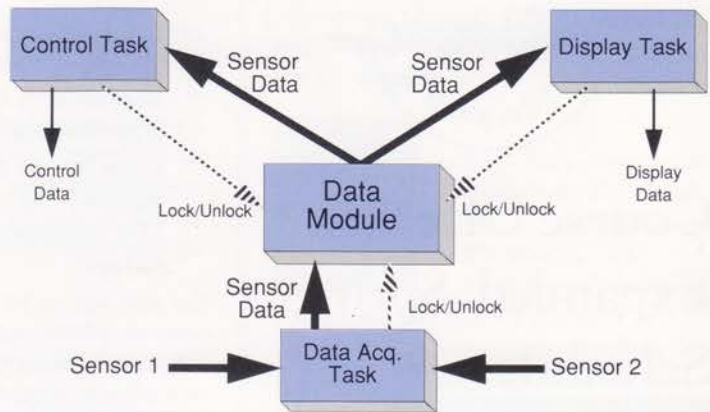 Control Task
Display Task
Sensor
Data
Sensor
Data
Control
Data
Display
Data
Data
Module
Lock/Unlock
Lock/Unlock
Sensor
Data
Lock/Unlock
Data Acq.
Task
Sensor 1
Sensor 2